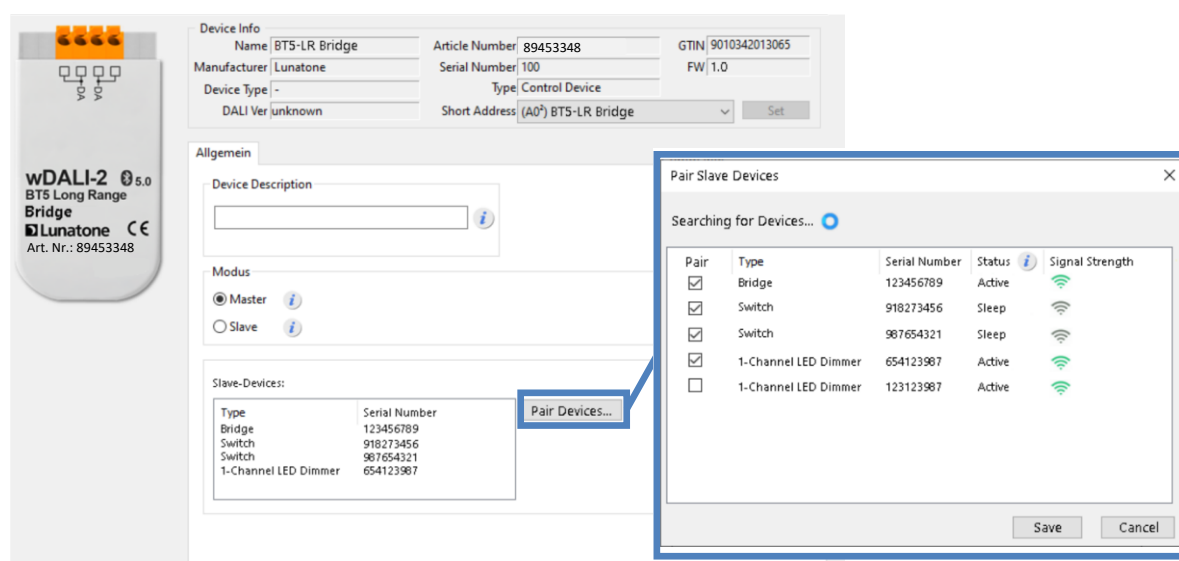 DA
DA
wDALI-2 5.0
BT5 Long Range
Bridge
Lunatone CE
Art. Nr.: 89453348
Device Info
Name BT5-LR Bridge Article Number 89453348 GTIN 9010342013065
Manufacturer Lunatone Serial Number 100 FW 1.0
Device Type - Type Control Device
DALI Ver unknown Short Address (A0²) BT5-LR Bridge Set
Allgemein
Device Description
Modus
Master
Slave
Slave-Devices:
Type Serial Number
Bridge 123456789
Switch 918273456
Switch 987654321
1-Channel LED Dimmer 654123987
Pair Devices...
Pair Slave Devices
Searching for Devices...
Pair Type Serial Number Status Signal Strength
Bridge 123456789 Active
Switch 918273456 Sleep
Switch 987654321 Sleep
1-Channel LED Dimmer 654123987 Active
1-Channel LED Dimmer 123123987 Active
Save Cancel